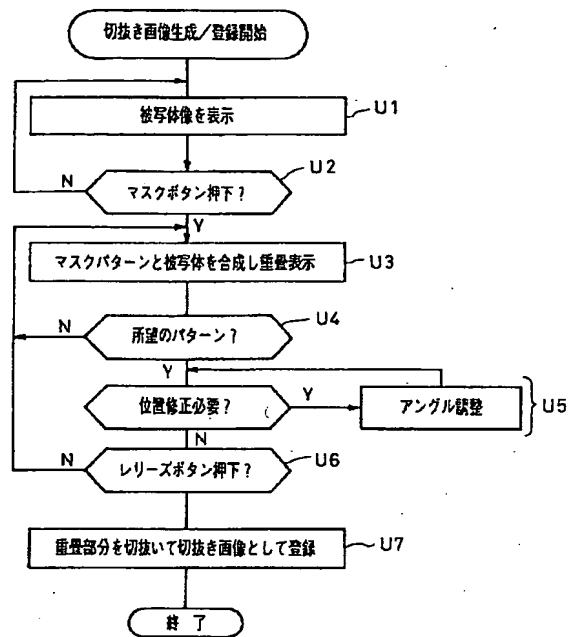 切抜き画像生成/登録開始
被写体像を表示
U1
U2
マスクボタン押下?
N
Y
マスクパターンと被写体を合成し重畳表示
U3
U4
所望のパターン?
N
Y
位置修正必要?
Y
アングル調整
U5
N
U6
レリーズボタン押下?
N
重畳部分を切抜いて切抜き画像として登録
U7
終了